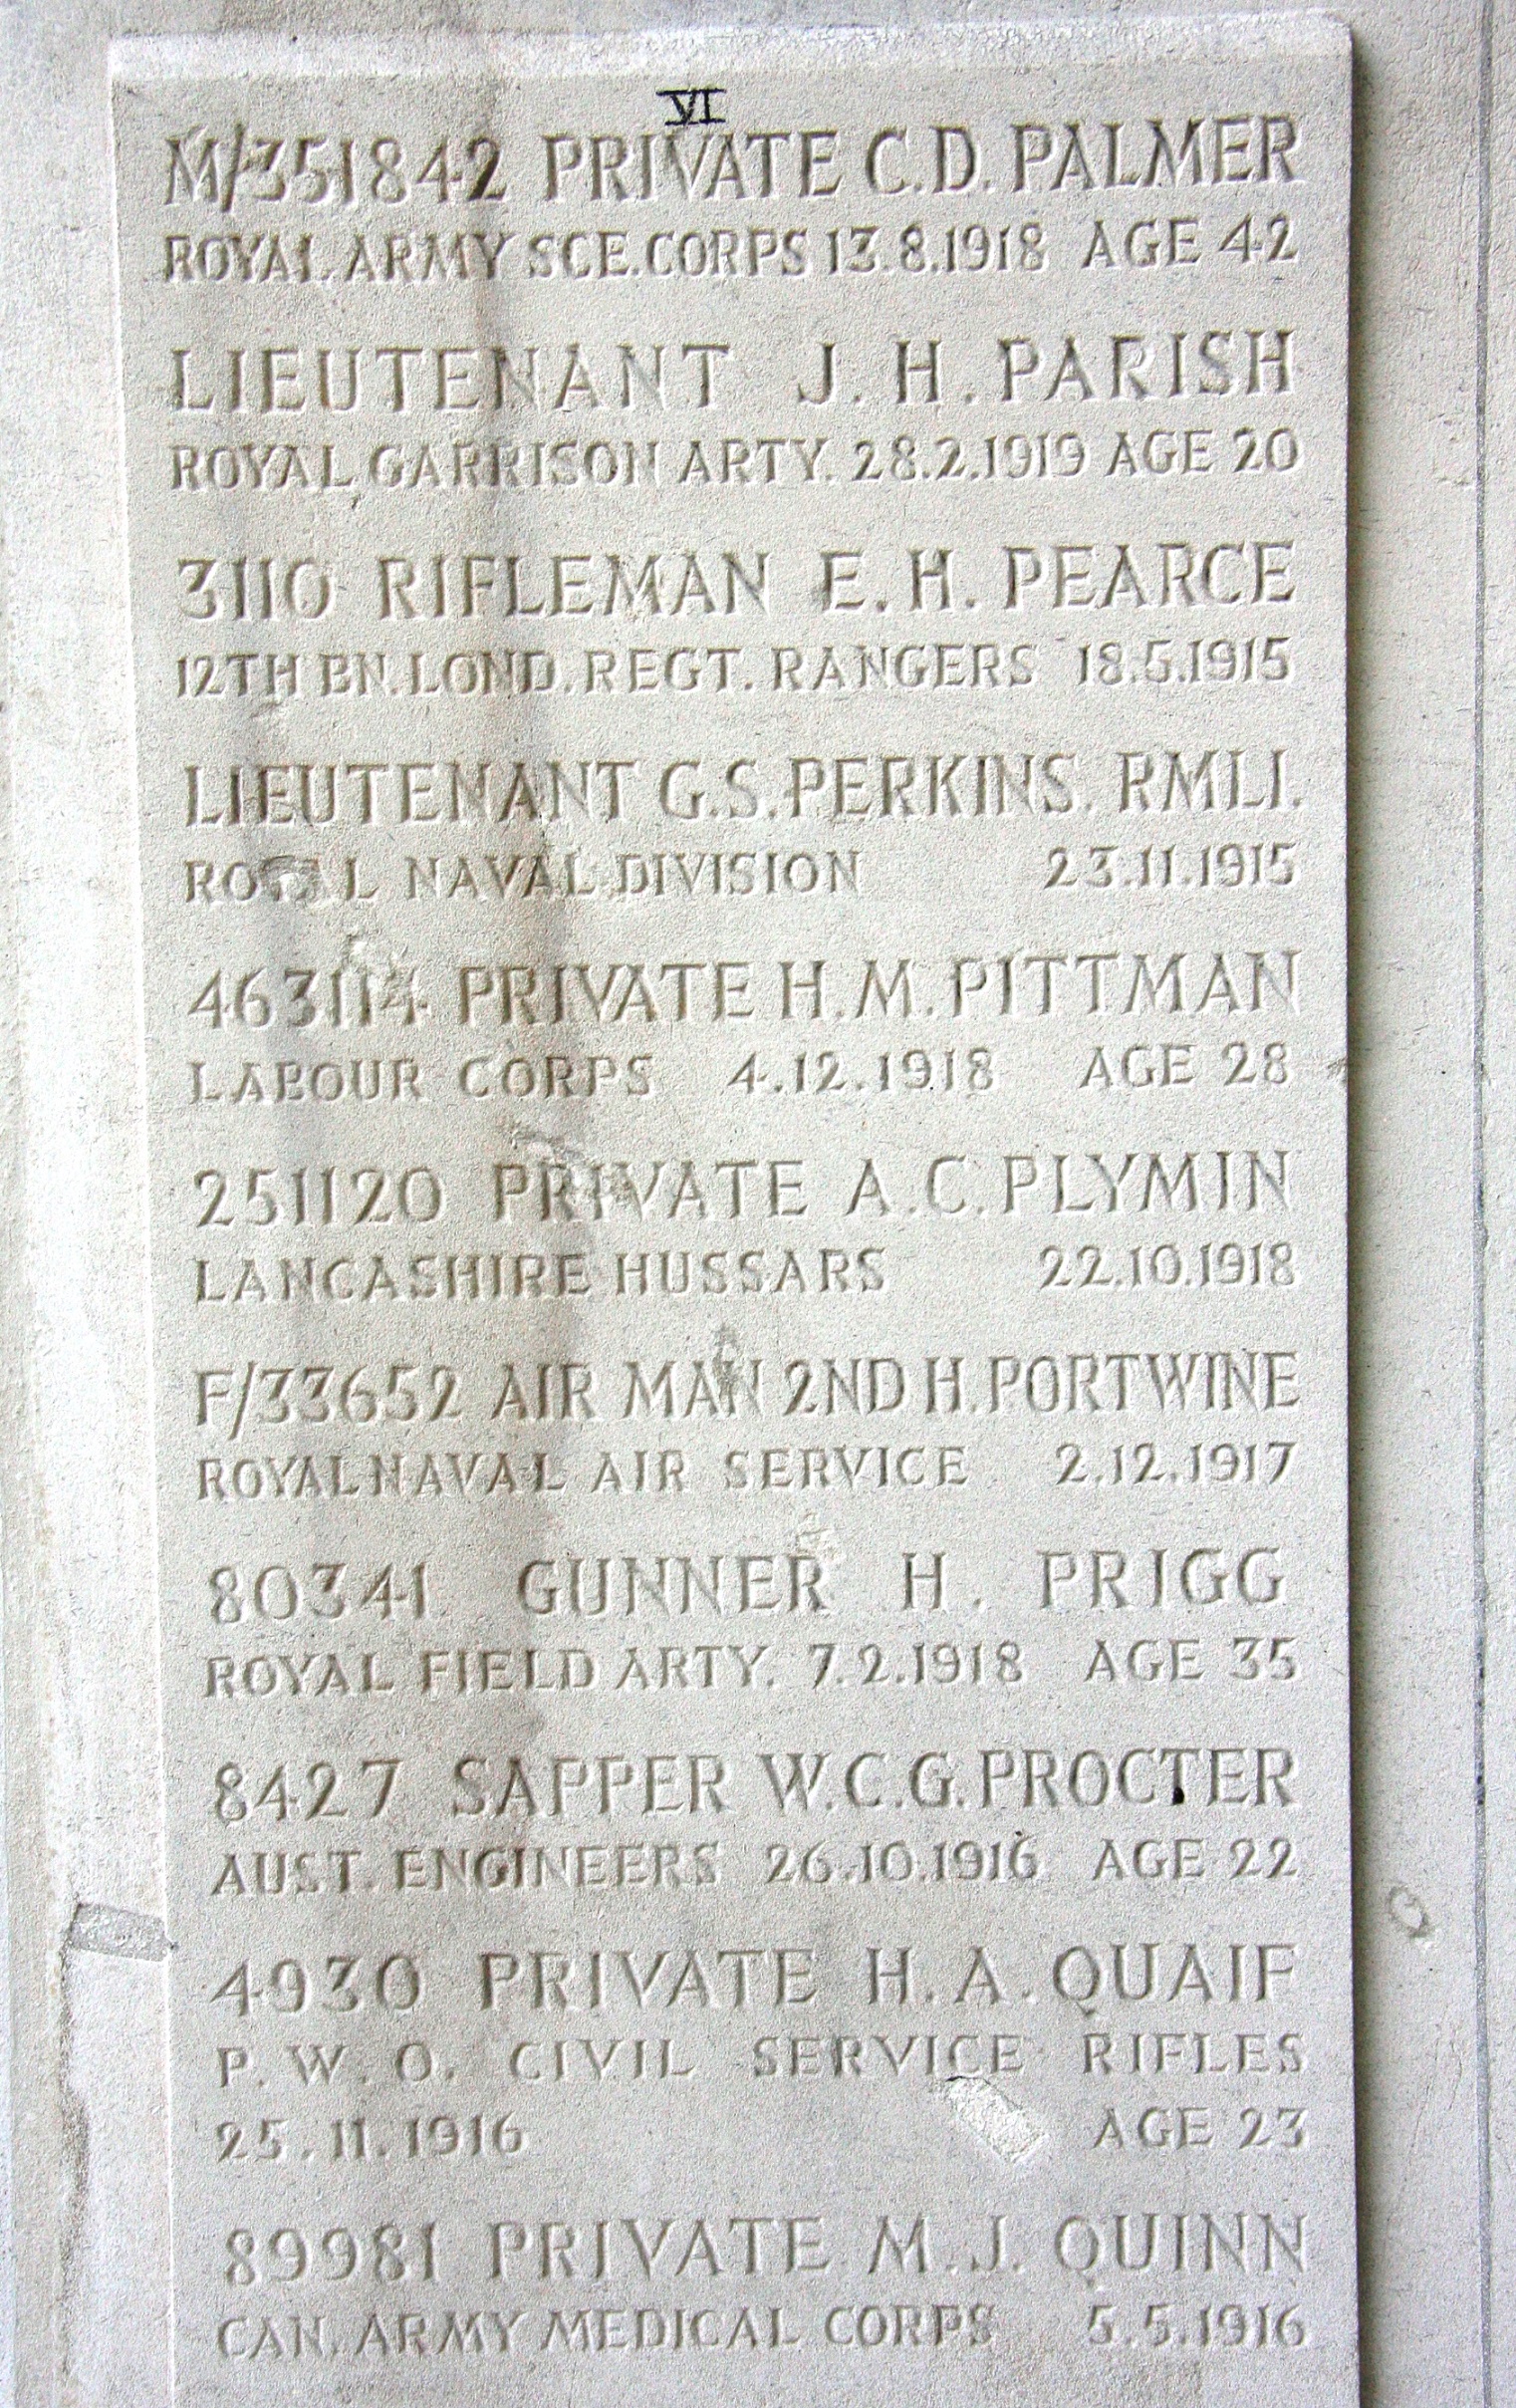 VI
M/351842 PRIVATE C.D. PALMER
ROYAL ARMY SCE. CORPS 13.8.1918 AGE 42
LIEUTENANT J. H. PARISH
ROYAL GARRISON ARTY. 28.2.1919 AGE 20
3110 RIFLEMAN E. H. PEARCE
12TH BN. LOND. REGT. RANGERS 18.5.1915
LIEUTENANT G.S. PERKINS. RMLI.
ROYAL NAVAL DIVISION 23.11.1915
463114 PRIVATE H.M. PITTMAN
LABOUR CORPS 4.12.1918 AGE 28
251120 PRIVATE A.C. PLYMIN
LANCASHIRE HUSSARS 22.10.1918
F/33652 AIR MAN 2ND H. PORTWINE
ROYAL NAVAL AIR SERVICE 2.12.1917
80341 GUNNER H. PRIGG
ROYAL FIELD ARTY. 7.2.1918 AGE 35
8427 SAPPER W.C.G. PROCTER
AUST. ENGINEERS 26.10.1916 AGE 22
4930 PRIVATE H. A. QUAIF
P. W. O. CIVIL SERVICE RIFLES
25.11.1916 AGE 23
89981 PRIVATE M. J. QUINN
CAN. ARMY MEDICAL CORPS 5.5.1916